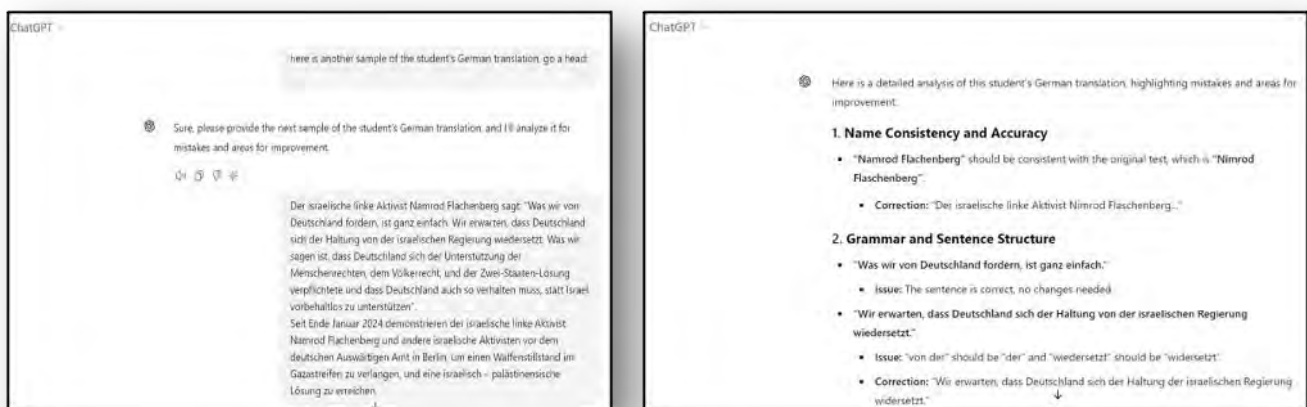 ChatGPT
here is another sample of the student's German translation, go a head:
Sure, please provide the next sample of the student's German translation, and I'll analyze it for
mistakes and areas for improvement.
Der israelische linke Aktivist Namrod Flachenberg sagt: "Was wir von
Deutschland fordern, ist ganz einfach. Wir erwarten, dass Deutschland
sich der Haltung von der israelischen Regierung wiedersetzt. Was wir
sagen ist, dass Deutschland sich der Unterstützung der
Menschenrechten, dem Völkerrecht, und der Zwei-Staaten-Lösung
verpflichtete und dass Deutschland auch so verhalten muss, statt Israel
vorbehaltlos zu unterstützen".
Seit Ende Januar 2024 demonstrieren der israelische linke Aktivist
Namrod Flachenberg und andere israelische Aktivisten vor dem
deutschen Auswärtigen Amt in Berlin, um einen Waffenstillstand im
Gazastreifen zu verlangen, und eine israelisch – palästinensische
Lösung zu erreichen.
ChatGPT
Here is a detailed analysis of this student's German translation, highlighting mistakes and areas for
improvement:
1. Name Consistency and Accuracy
• "Namrod Flachenberg" should be consistent with the original test, which is "Nimrod
Flaschenberg".
• Correction: "Der israelische linke Aktivist Nimrod Flaschenberg..."
2. Grammar and Sentence Structure
• "Was wir von Deutschland fordern, ist ganz einfach."
• Issue: The sentence is correct, no changes needed.
• "Wir erwarten, dass Deutschland sich der Haltung von der israelischen Regierung
wiedersetzt."
• Issue: "von der" should be "der" and "wiedersetzt" should be "widersetzt".
• Correction: "Wir erwarten, dass Deutschland sich der Haltung der israelischen Regierung
widersetzt."